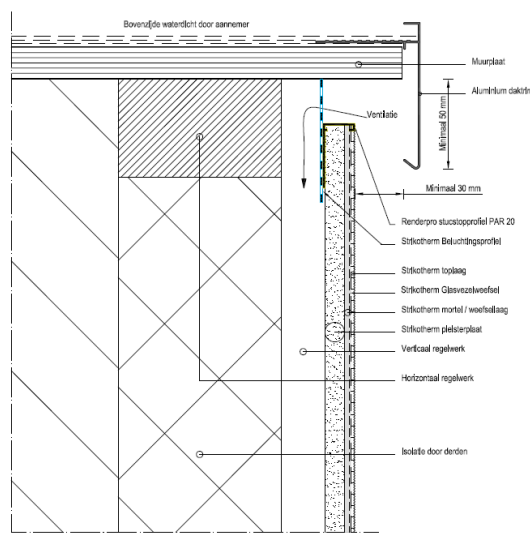 Bovenzijde waterdicht door aannemer
Muurplaat
Aluminium daktrim
Ventilatie
Minimaal 50 mm
Minimaal 30 mm
Renderpro stucstopprofiel PAR 20
Strikotherm Beluchtingsprofiel
Strikotherm toplaag
Strikotherm Glasvezelweefsel
Strikotherm mortel / weefsellaag
Strikotherm pleisterplaat
Verticaal regelwerk
Horizontaal regelwerk
Isolatie door derden